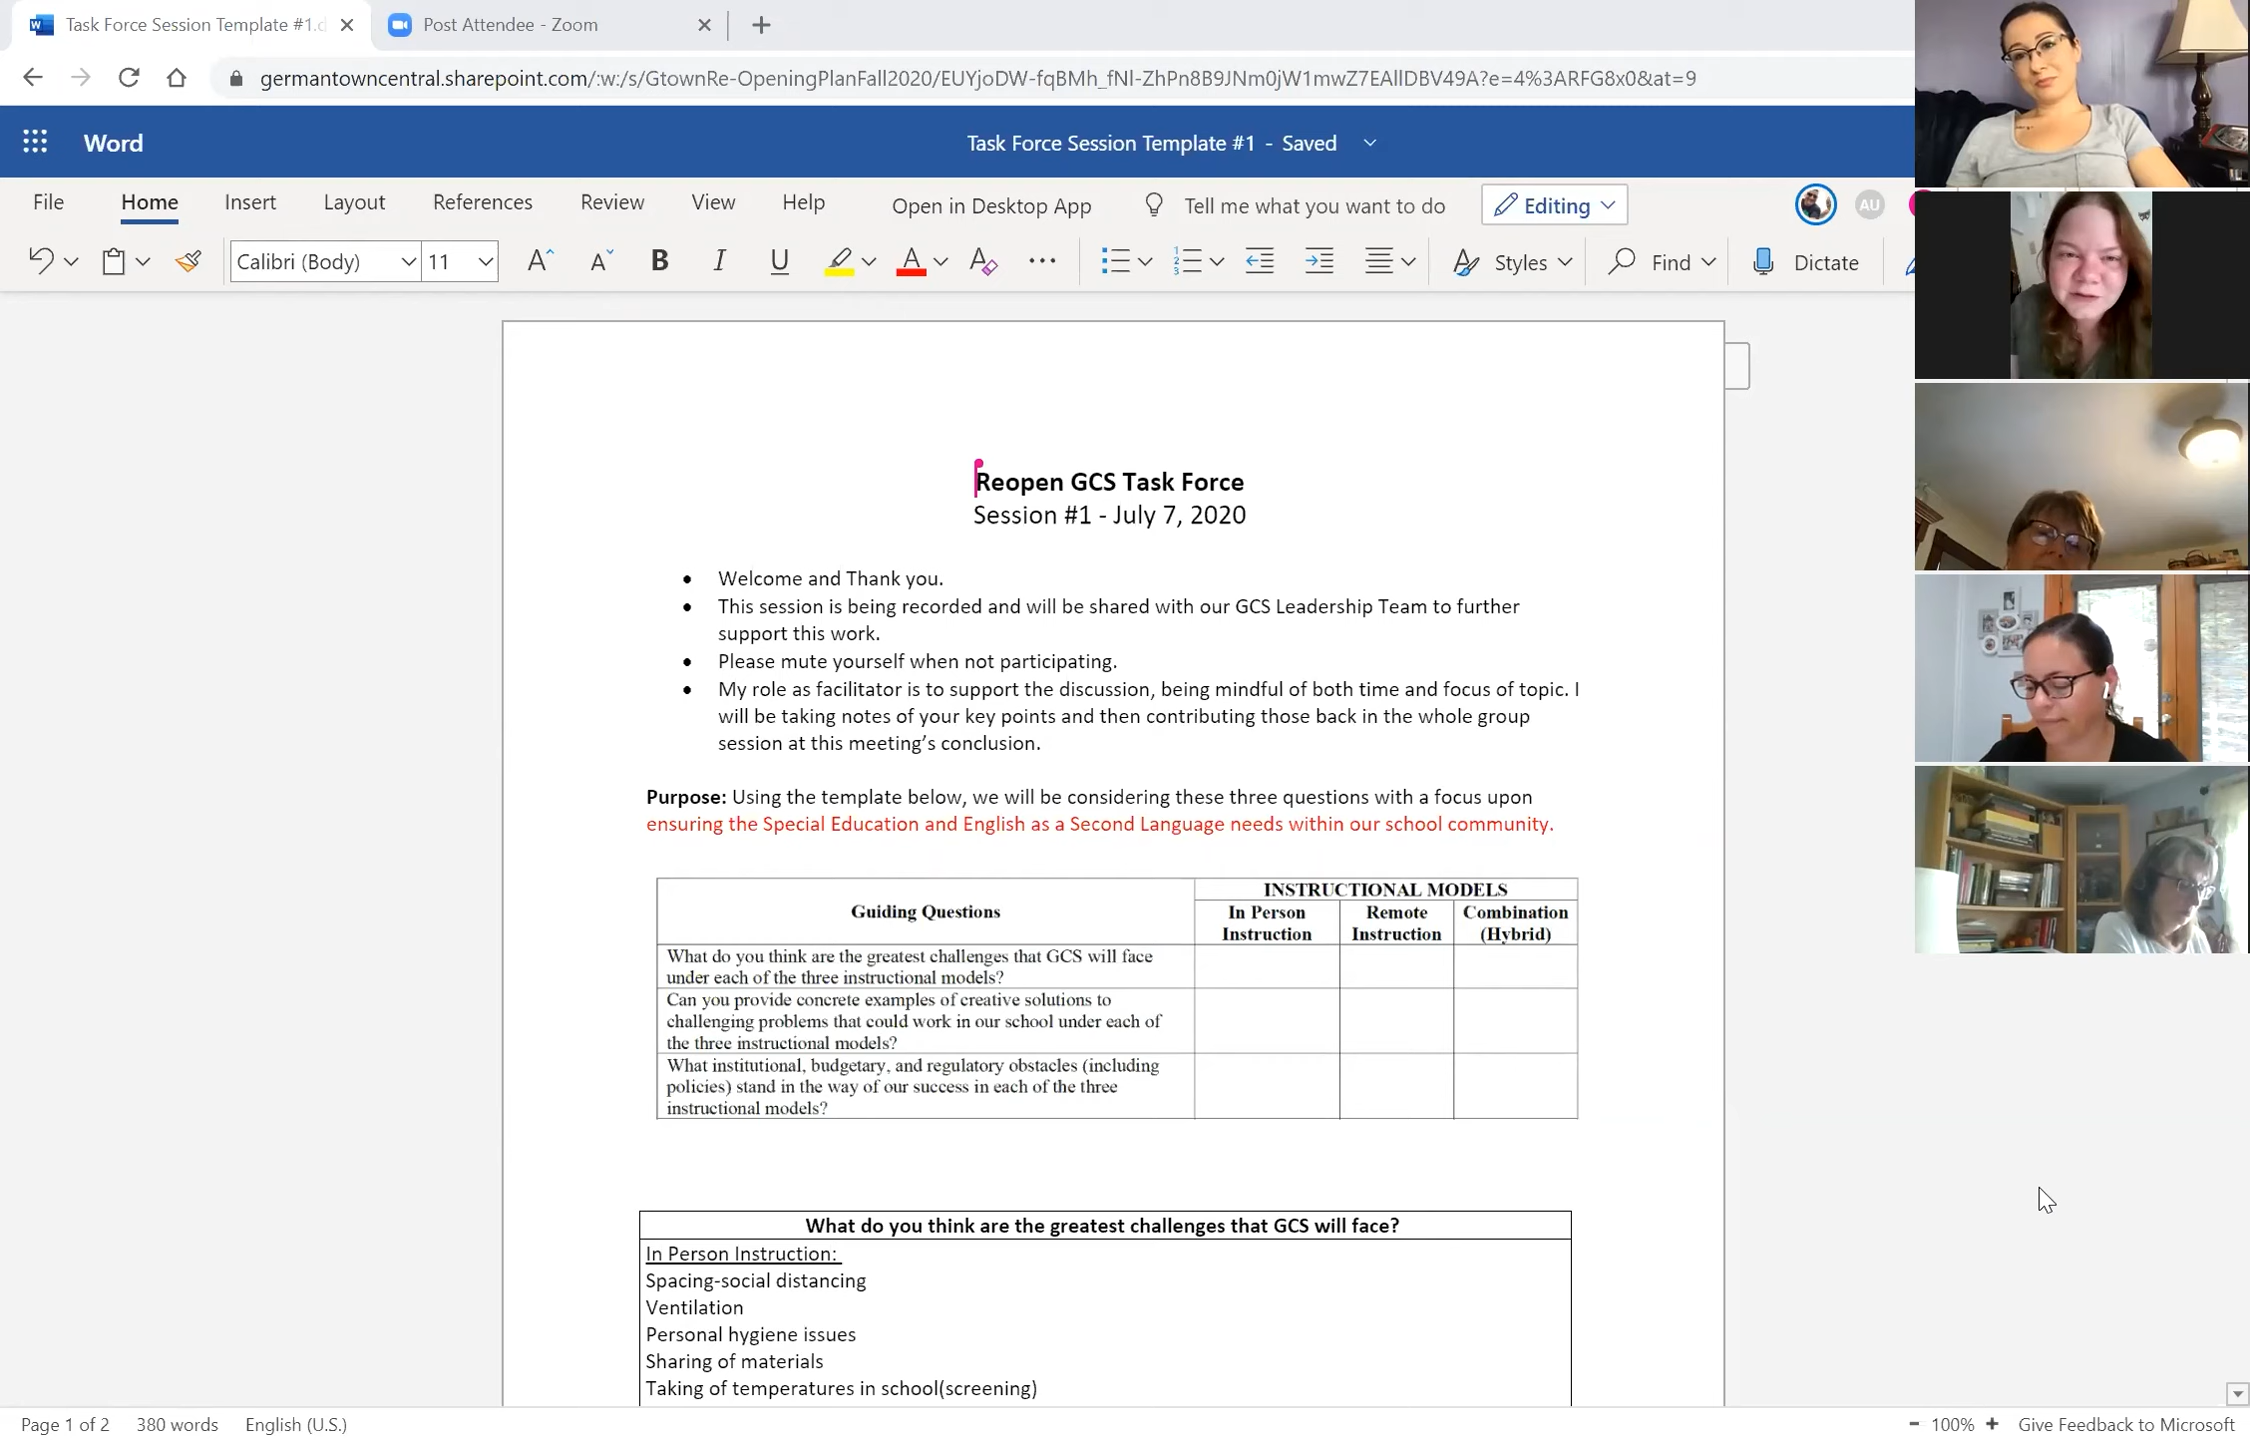 Task Force Session Template #1.d
Post Attendee - Zoom
germantowncentral.sharepoint.com/:w:/s/GtownRe-OpeningPlanFall2020/EUYjoDW-fqBMh_fNl-ZhPn8B9JNm0jW1mwZ7EAllDBV49A?e=4%3ARFG8x0&at=9
Word
Task Force Session Template #1 - Saved
File Home Insert Layout References Review View Help Open in Desktop App Tell me what you want to do Editing AU
Calibri (Body) 11 B I U Styles Find Dictate
Reopen GCS Task Force
Session #1 - July 7, 2020
• Welcome and Thank you.
• This session is being recorded and will be shared with our GCS Leadership Team to further
support this work.
• Please mute yourself when not participating.
• My role as facilitator is to support the discussion, being mindful of both time and focus of topic. I
will be taking notes of your key points and then contributing those back in the whole group
session at this meeting’s conclusion.
Purpose: Using the template below, we will be considering these three questions with a focus upon
ensuring the Special Education and English as a Second Language needs within our school community.
Guiding Questions
INSTRUCTIONAL MODELS
In Person
Instruction
Remote
Instruction
Combination
(Hybrid)
What do you think are the greatest challenges that GCS will face
under each of the three instructional models?
Can you provide concrete examples of creative solutions to
challenging problems that could work in our school under each of
the three instructional models?
What institutional, budgetary, and regulatory obstacles (including
policies) stand in the way of our success in each of the three
instructional models?
What do you think are the greatest challenges that GCS will face?
In Person Instruction:
Spacing-social distancing
Ventilation
Personal hygiene issues
Sharing of materials
Taking of temperatures in school(screening)
Page 1 of 2 380 words English (U.S.) - 100% + Give Feedback to Microsoft